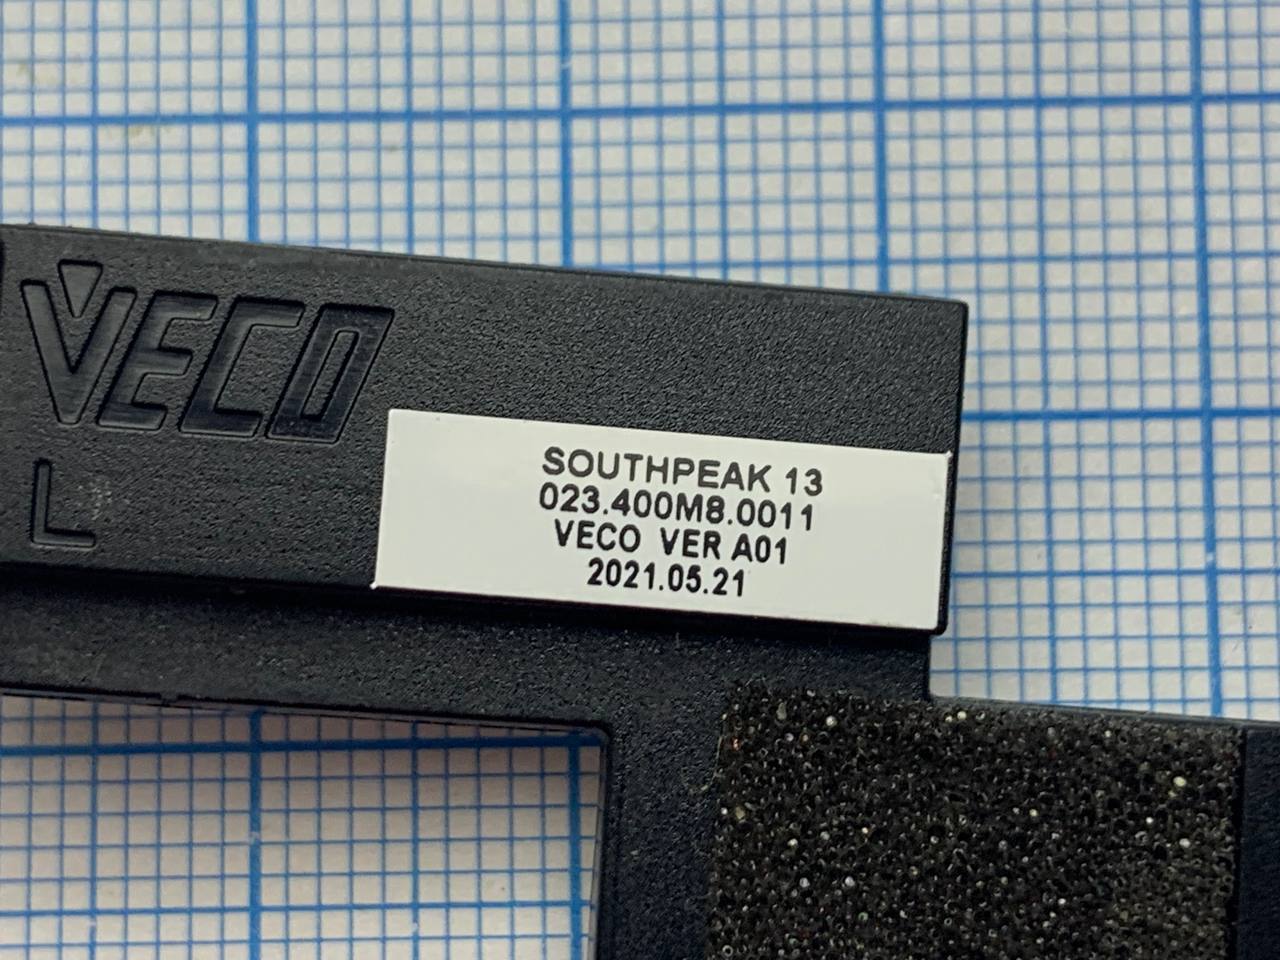 VECO
L
SOUTHPEAK 13
023.400M8.0011
VECO VER A01
2021.05.21